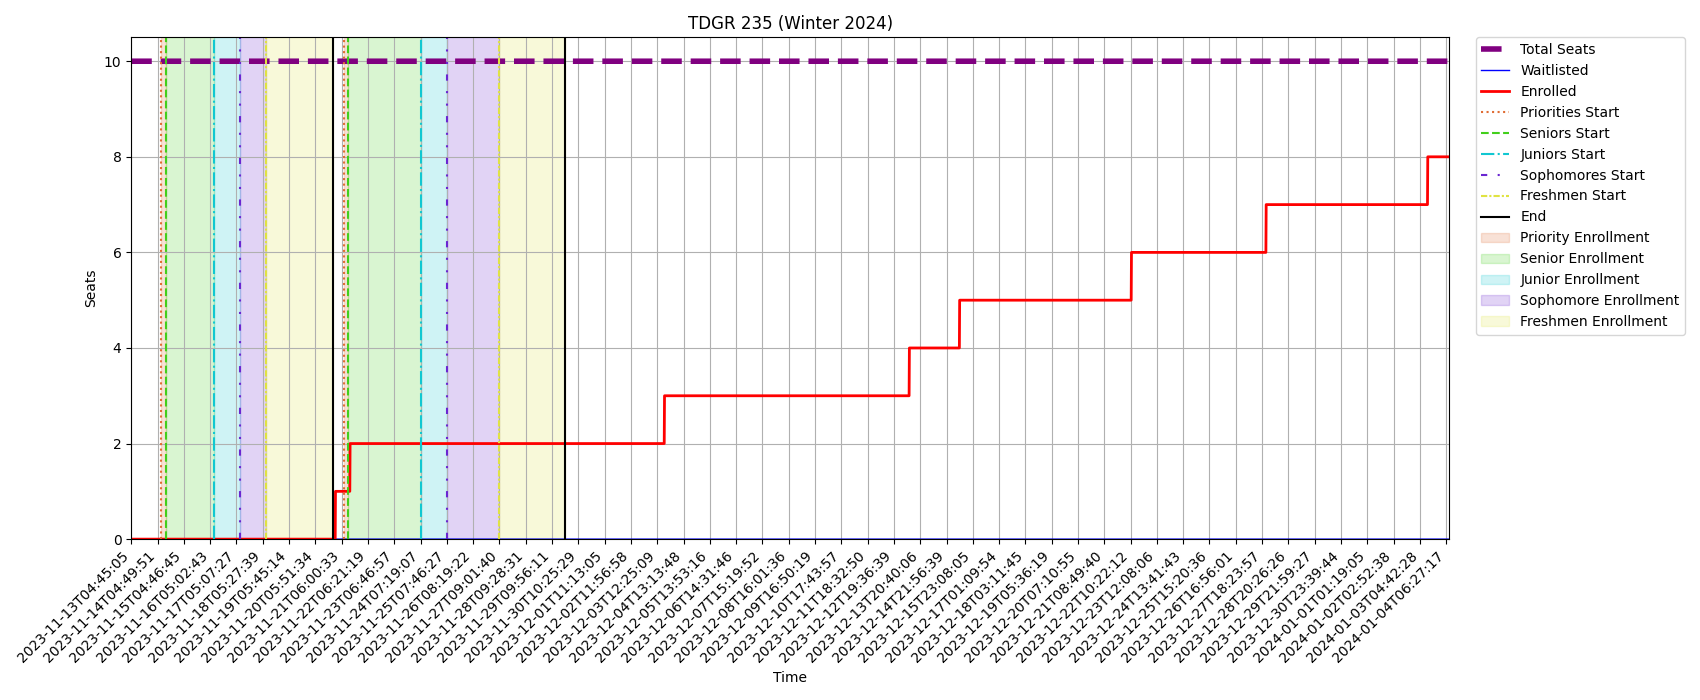 TDGR 235 (Winter 2024)
10
8
6
4
2
0
Seats
2023-11-13T04:45:05
2023-11-14T04:49:51
2023-11-15T04:46:45
2023-11-16T05:02:43
2023-11-17T05:07:27
2023-11-18T05:27:39
2023-11-19T05:45:14
2023-11-20T05:51:34
2023-11-21T06:00:33
2023-11-22T06:21:19
2023-11-23T06:46:57
2023-11-24T07:19:07
2023-11-25T07:46:27
2023-11-26T08:19:22
2023-11-27T09:01:40
2023-11-28T09:28:31
2023-11-29T09:56:11
2023-11-30T10:25:29
2023-12-01T11:13:05
2023-12-02T11:56:58
2023-12-03T12:25:09
2023-12-04T13:13:48
2023-12-05T13:53:16
2023-12-06T14:31:46
2023-12-07T15:19:52
2023-12-08T16:01:36
2023-12-09T16:50:19
2023-12-10T17:43:57
2023-12-11T18:32:50
2023-12-12T19:36:39
2023-12-13T20:40:06
2023-12-14T21:56:39
2023-12-15T23:08:05
2023-12-17T01:09:54
2023-12-18T03:11:45
2023-12-19T05:36:19
2023-12-20T07:10:55
2023-12-21T08:49:40
2023-12-22T10:22:12
2023-12-23T12:08:06
2023-12-24T13:41:43
2023-12-25T15:20:36
2023-12-26T16:56:01
2023-12-27T18:23:57
2023-12-28T20:26:26
2023-12-29T21:59:27
2023-12-30T23:39:44
2024-01-01T01:19:05
2024-01-02T02:52:38
2024-01-03T04:42:28
2024-01-04T06:27:17
Time
Total Seats
Waitlisted
Enrolled
Priorities Start
Seniors Start
Juniors Start
Sophomores Start
Freshmen Start
End
Priority Enrollment
Senior Enrollment
Junior Enrollment
Sophomore Enrollment
Freshmen Enrollment